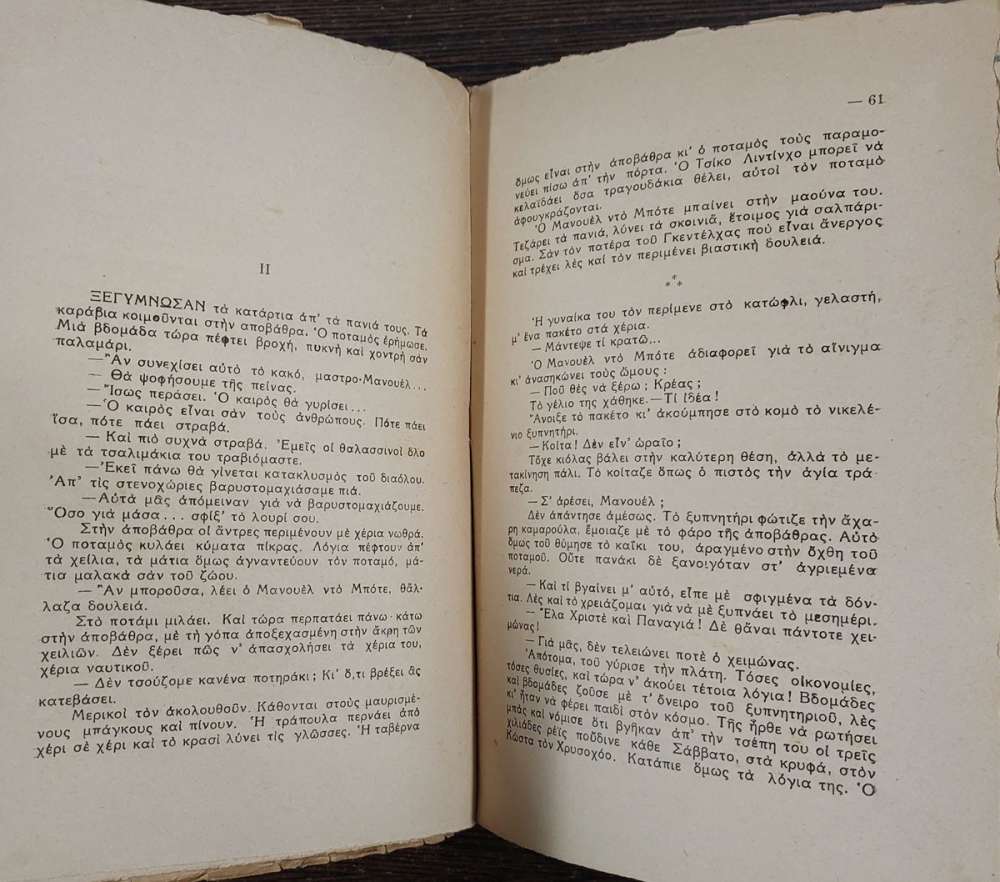 II
ΞΕΓΥΜΝΩΣΑΝ τὰ κατάρτια ἀπ' τὰ πανιά τους. Τὰ
καράβια κοιμοῦνται στὴν ἀποβάθρα. Ὁ ποταμὸς ἐρήμωσε.
Μιὰ βδομάδα τώρα πέφτει βροχή, πυκνὴ καὶ χοντρὴ σὰν
παλαμάρι.
—Ἂν συνεχίσει αὐτὸ τὸ κακό, μαστρο-Μανουὲλ...
— Θὰ ψοφήσουμε τῆς πείνας.
—Ἴσως περάσει. Ὁ καιρὸς θὰ γυρίσει...
—Ὁ καιρὸς εἶναι σὰν τοὺς ἀνθρώπους. Πότε πάει
ἴσα, πότε πάει στραβά.
— Καὶ πιὸ συχνὰ στραβά. Ἐμεῖς οἱ θαλασσινοὶ ὅλο
μὲ τὰ τσαλιμάκια του τραβιόμαστε.
—Ἐκεῖ πάνω θὰ γίνεται κατακλυσμὸς τοῦ διαόλου.
Ἀπ' τὶς στενοχώριες βαρυστομαχιάσαμε πιά.
—Αὐτὰ μᾶς ἀπόμειναν γιὰ νὰ βαρυστομαχιάζουμε.
Ὅσο γιὰ μάσα... σφίξ' τὸ λουρί σου.
Στὴν ἀποβάθρα οἱ ἄντρες περιμένουν μὲ χέρια νωθρά.
Ὁ ποταμὸς κυλάει κύματα πίκρας. Λόγια πέφτουν ἀπ'
τὰ χείλια, τὰ μάτια ὅμως ἀγναντεύουν τὸν ποταμό, μά-
τια μαλακὰ σὰν τοῦ ζώου.
— Ἂν μποροῦσα, λέει ὁ Μανουὲλ ντὸ Μπότε, θἄλ-
λαζα δουλειά.
Στὸ ποτάμι μιλάει. Καὶ τώρα περπατάει πάνω-κάτω
στὴν ἀποβάθρα, μὲ τὴ γόπα ἀποξεχασμένη στὴν ἄκρη τῶν
χειλιῶν. Δὲν ξέρει πῶς ν' ἀπασχολήσει τὰ χέρια του,
χέρια ναυτικοῦ.
— Δὲν τσούζομε κανένα ποτηράκι; Κι' ὅ,τι βρέξει ἂς
κατεβάσει.
Μερικοὶ τὸν ἀκολουθοῦν. Κάθονται στοὺς μαυρισμέ-
νους μπάγκους καὶ πίνουν. Ἡ τράπουλα περνάει ἀπὸ
χέρι σὲ χέρι καὶ τὸ κρασὶ λύνει τὶς γλῶσσες. Ἡ ταβέρνα
— 61
ὅμως εἶναι στὴν ἀποβάθρα κι' ὁ ποταμὸς τοὺς παραμο-
νεύει πίσω ἀπ' τὴν πόρτα. Ὁ Τσίκο Λιντίνχο μπορεῖ νὰ
κελαϊδάει ὅσα τραγουδάκια θέλει, αὐτοὶ τὸν ποταμὸ
ἀφουγκράζονται.
Ὁ Μανουὲλ ντὸ Μπότε μπαίνει στὴν μαούνα του.
Τεζάρει τὰ πανιά, λύνει τὰ σκοινιά, ἕτοιμος γιὰ σαλπάρι-
σμα. Σὰν τὸν πατέρα τοῦ Γκεντέλχας ποὺ εἶναι ἄνεργος
καὶ τρέχει λὲς καὶ τὸν περιμένει βιαστικὴ δουλειά.
***
Ἡ γυναίκα του τὸν περίμενε στὸ κατώφλι, γελαστή,
μ' ἕνα πακέτο στὰ χέρια.
— Μάντεψε τί κρατῶ...
Ὁ Μανουὲλ ντὸ Μπότε ἀδιαφορεῖ γιὰ τὸ αἴνιγμα
κι' ἀνασηκώνει τοὺς ὤμους:
— Ποῦ θὲς νὰ ξέρω; Κρέας;
Τὸ γέλιο της χάθηκε.—Τί ἰδέα!
Ἄνοιξε τὸ πακέτο κι' ἀκούμπησε στὸ κομὸ τὸ νικελέ-
νιο ξυπνητήρι.
—Κοίτα! Δὲν εἶν' ὡραῖο;
Τὄχε κιόλας βάλει στὴν καλύτερη θέση, ἀλλὰ τὸ με-
τακίνηση πάλι. Τὸ κοίταζε ὅπως ὁ πιστὸς τὴν ἁγία τρά-
πεζα.
— Σ' ἀρέσει, Μανουέλ;
Δὲν ἀπάντησε ἀμέσως. Τὸ ξυπνητήρι φώτιζε τὴν ἄχα-
ρη καμαρούλα, ἔμοιαζε μὲ τὸ φάρο τῆς ἀποβάθρας. Αὐτὸ
ὅμως τοῦ θύμησε τὸ καΐκι του, ἀραγμένο στὴν ὄχθη τοῦ
ποταμοῦ. Οὔτε πανάκι δὲ ξανοιγόταν στ' ἀγριεμένα
νερά.
— Καὶ τί βγαίνει μ' αὐτό, εἶπε μὲ σφιγμένα τὰ δόν-
τια. Λὲς καὶ τὸ χρειάζομαι γιὰ νὰ μὲ ξυπνάει τὸ μεσημέρι.
— Ἔλα Χριστὲ καὶ Παναγιά! Δὲ θἆναι πάντοτε χει-
μώνας!
— Γιὰ μᾶς, δὲν τελειώνει ποτὲ ὁ χειμώνας.
Ἀπότομα, τοῦ γύρισε τὴν πλάτη. Τόσες οἰκονομίες,
τόσες θυσίες, καὶ τώρα ν' ἀκούει τέτοια λόγια! Βδομάδες
καὶ βδομάδες ζοῦσε μὲ τ' ὄνειρο τοῦ ξυπνητηριοῦ, λὲς
κι' ἦταν νὰ φέρει παιδὶ στὸν κόσμο. Τῆς ἦρθε νὰ ρωτήσει
μπὰς καὶ νόμισε ὅτι βγῆκαν ἀπ' τὴν τσέπη του οἱ τρεῖς
χιλιάδες ρέϊς ποὔδινε κάθε Σάββατο, στὰ κρυφά, στὸν
Κώστα τὸν Χρυσοχόο. Κατάπιε ὅμως τὰ λόγια της. Ὁ